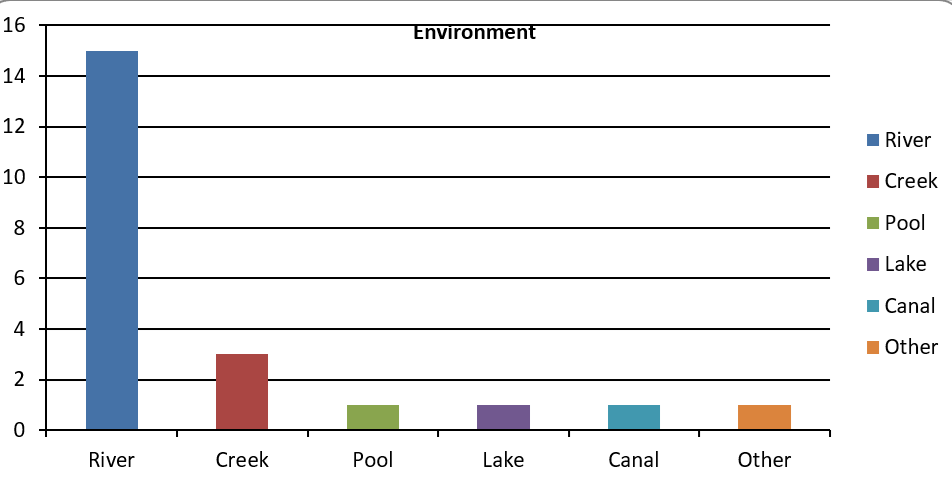 Environment
16
14
12
10
8
6
4
2
0
River Creek Pool Lake Canal Other
River
Creek
Pool
Lake
Canal
Other